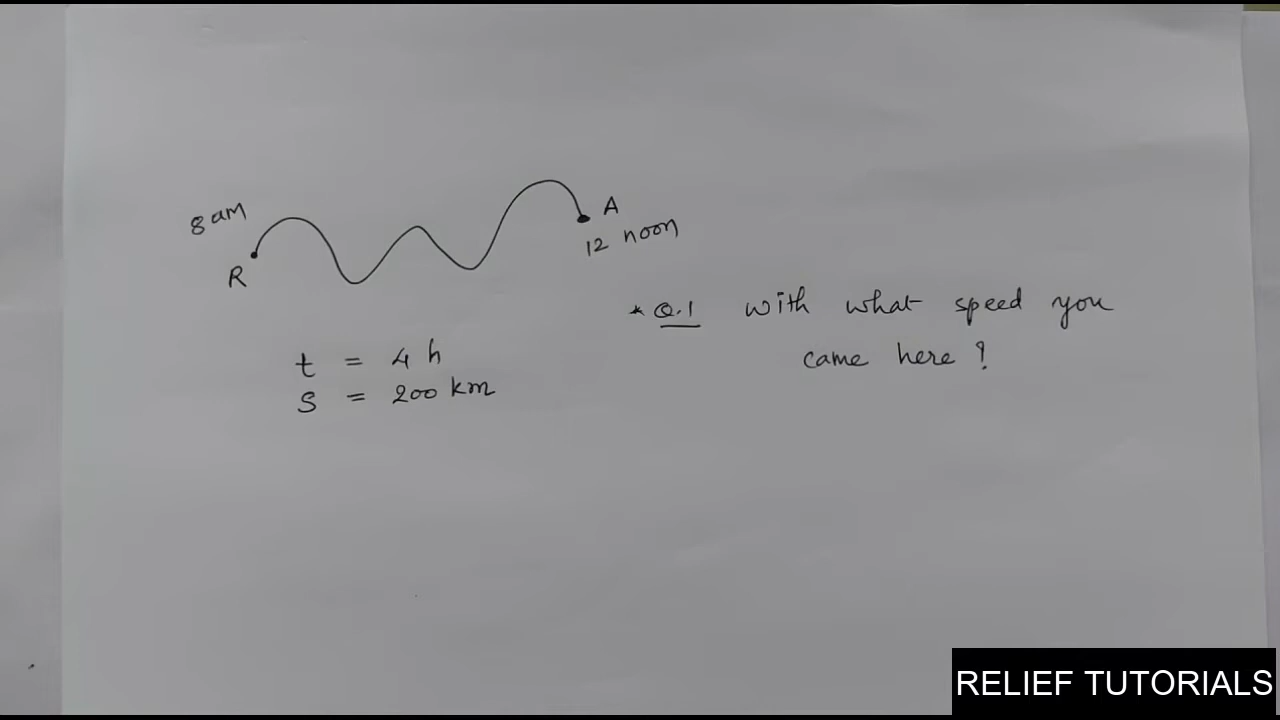 8 am
R
A
12 noon
* Q.1 With what speed you
came here ?
t = 4 h
S = 200 km
RELIEF TUTORIALS